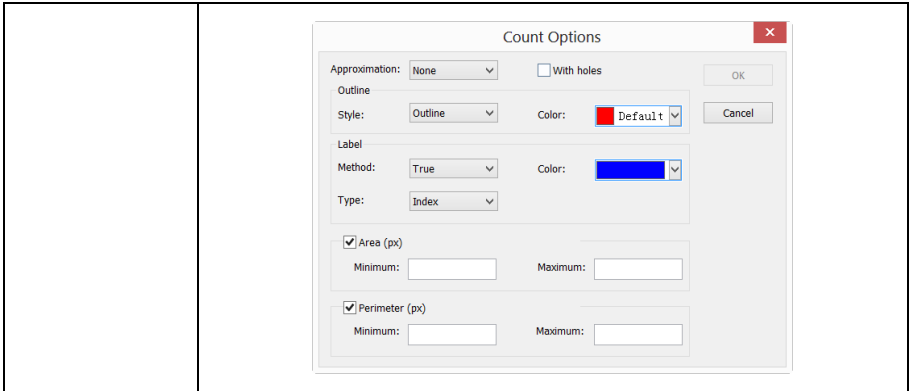 Count Options
Approximation: None With holes OK
Outline
Style: Outline Color: Default Cancel
Label
Method: True Color:
Type: Index
Area (px)
Minimum: Maximum:
Perimeter (px)
Minimum: Maximum: